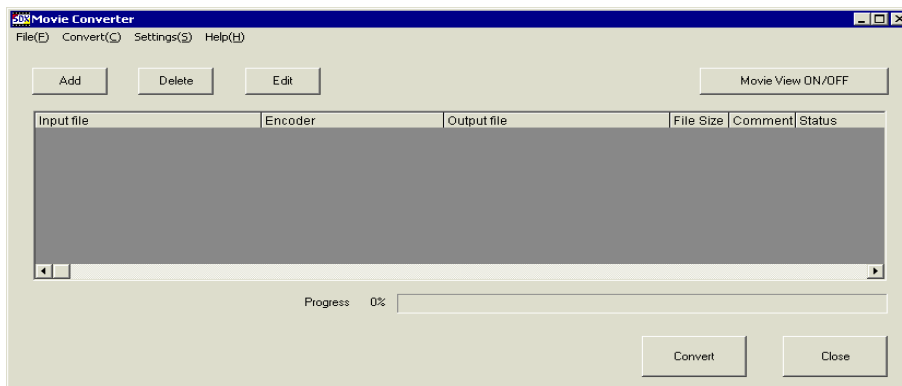 SDX Movie Converter
File(F) Convert(C) Settings(S) Help(H)
Add Delete Edit Movie View ON/OFF
Input file Encoder Output file File Size Comment Status
Progress 0%
Convert Close